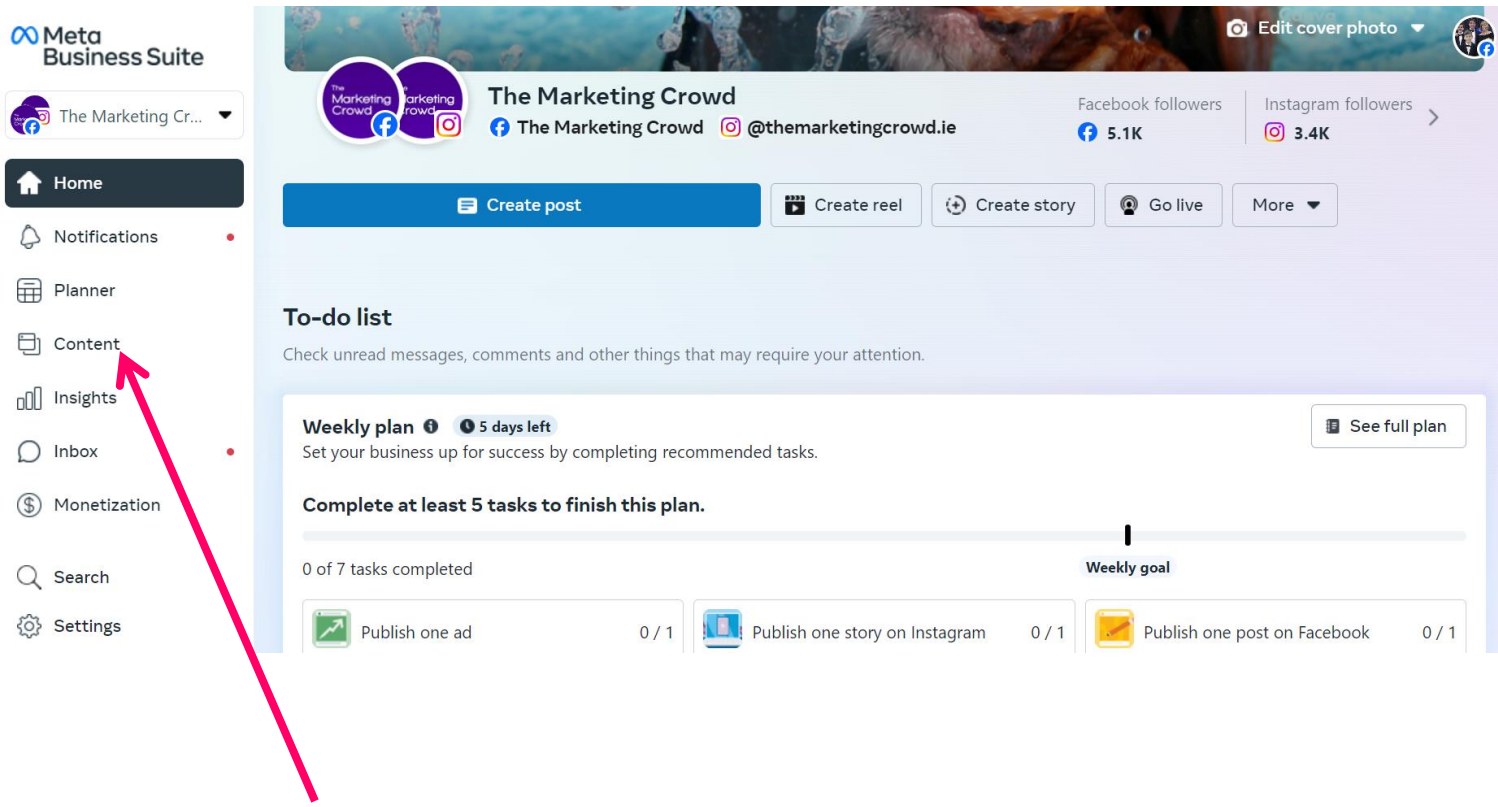 Meta
Business Suite
The Marketing Cr...
Home
Notifications
Planner
Content
Insights
Inbox
Monetization
Search
Settings
Edit cover photo
The
Marketing
Crowd
The Marketing Crowd
The Marketing Crowd @themarketingcrowd.ie
Facebook followers
5.1K
Instagram followers
3.4K
Create post
Create reel
Create story
Go live
More
To-do list
Check unread messages, comments and other things that may require your attention.
Weekly plan 5 days left
See full plan
Set your business up for success by completing recommended tasks.
Complete at least 5 tasks to finish this plan.
0 of 7 tasks completed
Weekly goal
Publish one ad 0 / 1
Publish one story on Instagram 0 / 1
Publish one post on Facebook 0 / 1